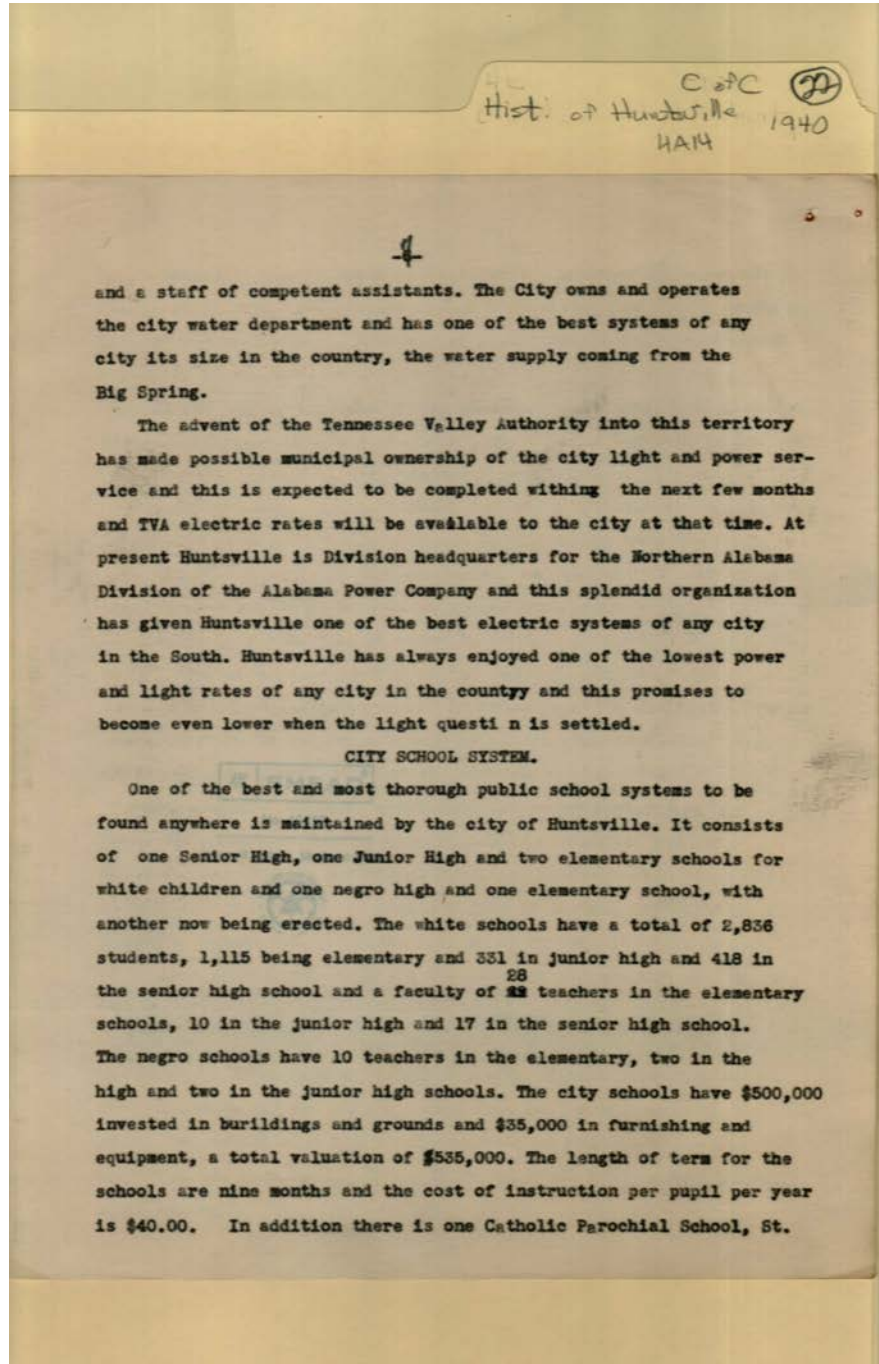 C of C 22
Hist. of Huntsville 1940
4A14
and a staff of competent assistants. The City owns and operates
the city water department and has one of the best systems of any
city its size in the country, the water supply coming from the
Big Spring.
The advent of the Tennessee Valley Authority into this territory
has made possible municipal ownership of the city light and power ser-
vice and this is expected to be completed withing the next few months
and TVA electric rates will be available to the city at that time. At
present Huntsville is Division headquarters for the Northern Alabama
Division of the Alabama Power Company and this splendid organization
has given Huntsville one of the best electric systems of any city
in the South. Huntsville has always enjoyed one of the lowest power
and light rates of any city in the country and this promises to
become even lower when the light questi n is settled.
CITY SCHOOL SYSTEM.
One of the best and most thorough public school systems to be
found anywhere is maintained by the city of Huntsville. It consists
of one Senior High, one Junior High and two elementary schools for
white children and one negro high and one elementary school, with
another now being erected. The white schools have a total of 2,836
students, 1,115 being elementary and 331 in junior high and 418 in
28
the senior high school and a faculty of teachers in the elementary
schools, 10 in the junior high and 17 in the senior high school.
The negro schools have 10 teachers in the elementary, two in the
high and two in the junior high schools. The city schools have $500,000
invested in burildings and grounds and $35,000 in furnishing and
equipment, a total valuation of $535,000. The length of term for the
schools are nine months and the cost of instruction per pupil per year
is $40.00. In addition there is one Catholic Parochial School, St.